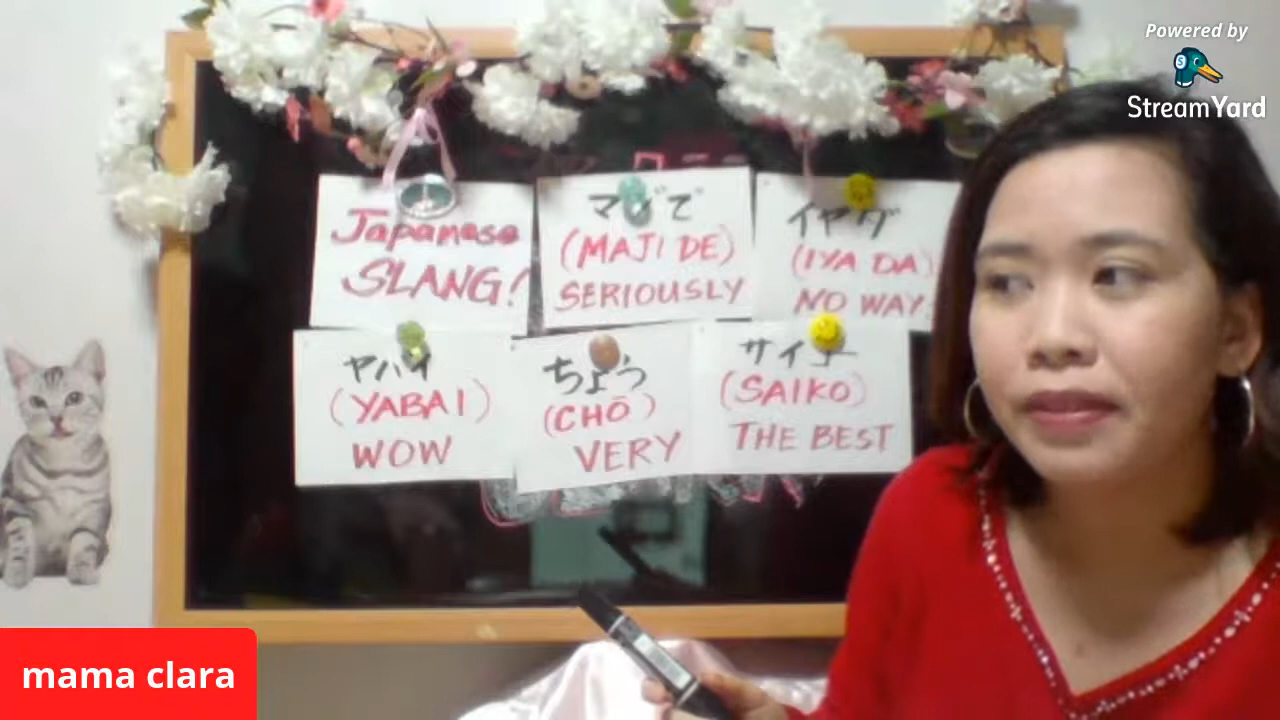 Powered by
StreamYard
Japanese
SLANG!
マジで
(MAJI DE)
SERIOUSLY
イヤダ
(IYA DA)
NO WAY
ヤバイ
(YABAI)
WOW
ちょう
(CHŌ)
VERY
サイコー
(SAIKO)
THE BEST
mama clara